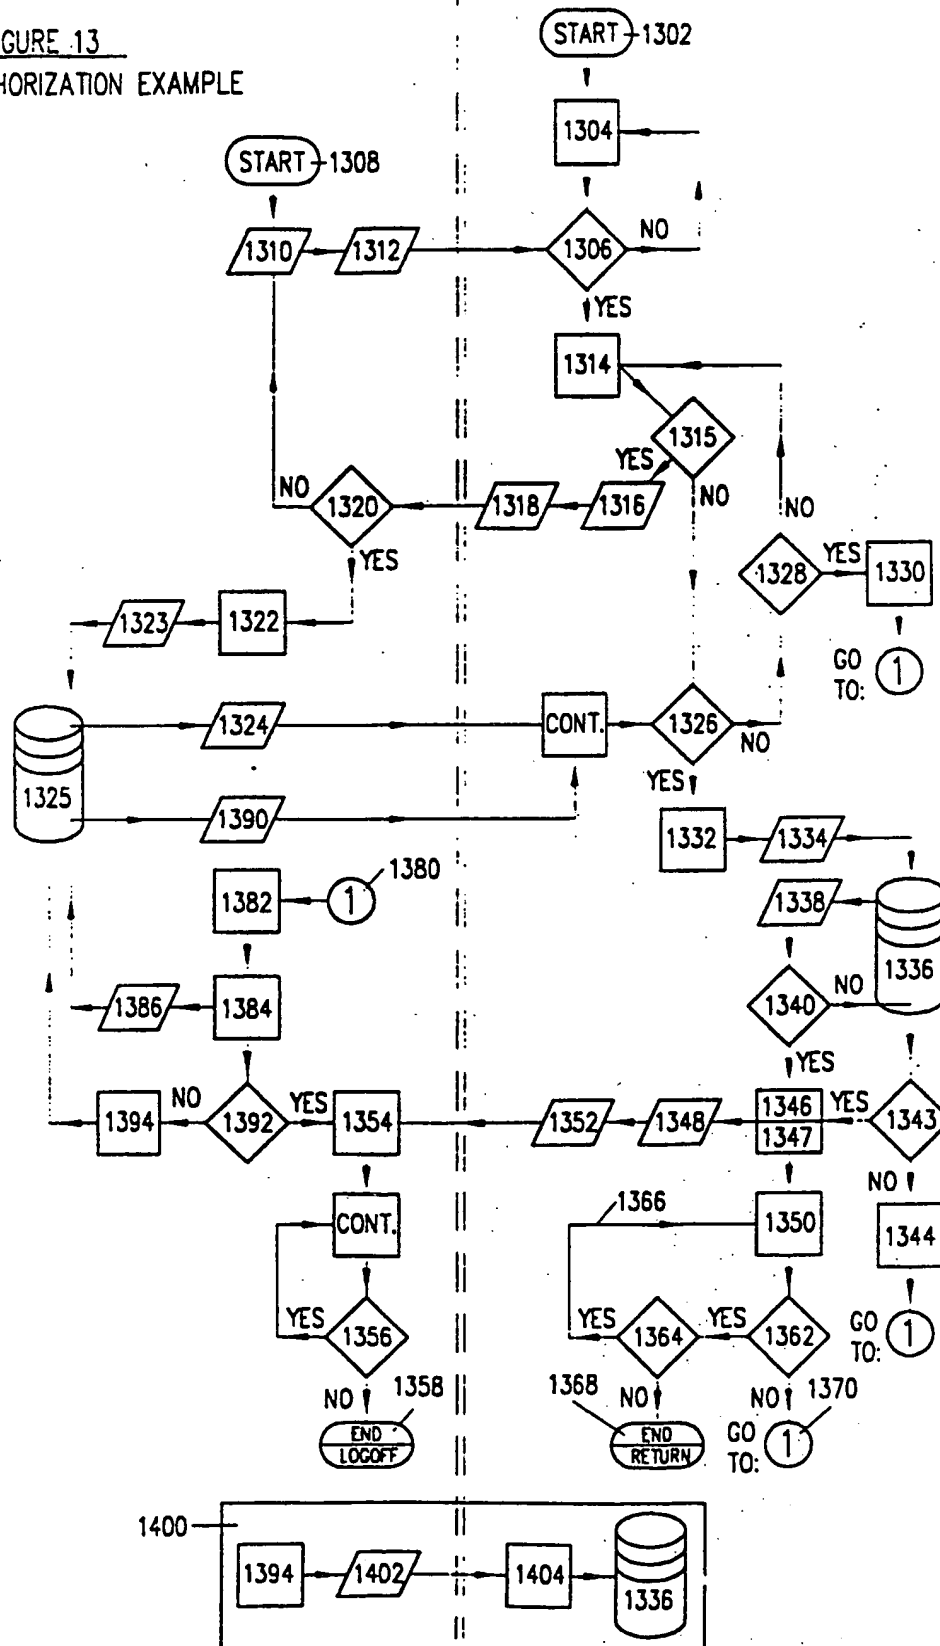 GURE 13
HORIZATION EXAMPLE
START 1302
1304
START 1308
1310 1312 1306 NO
YES
1314
1315
YES NO
NO 1320 1318 1316 NO
YES
1328 YES 1330
1323 1322
GO TO: 1
1324 CONT. 1326 NO
YES
1325
1390
1332 1334
1380
1382 1 1338
1336
1386 1384 1340 NO
YES
1394 NO 1392 YES 1354 1352 1348 1346 YES 1343
1347
NO
1366
CONT. 1350 1344
YES 1356 YES 1364 YES 1362 GO TO: 1
NO 1358 1368 NO NO 1370
END LOGOFF
END RETURN
GO TO: 1
1400
1394 1402 1404 1336